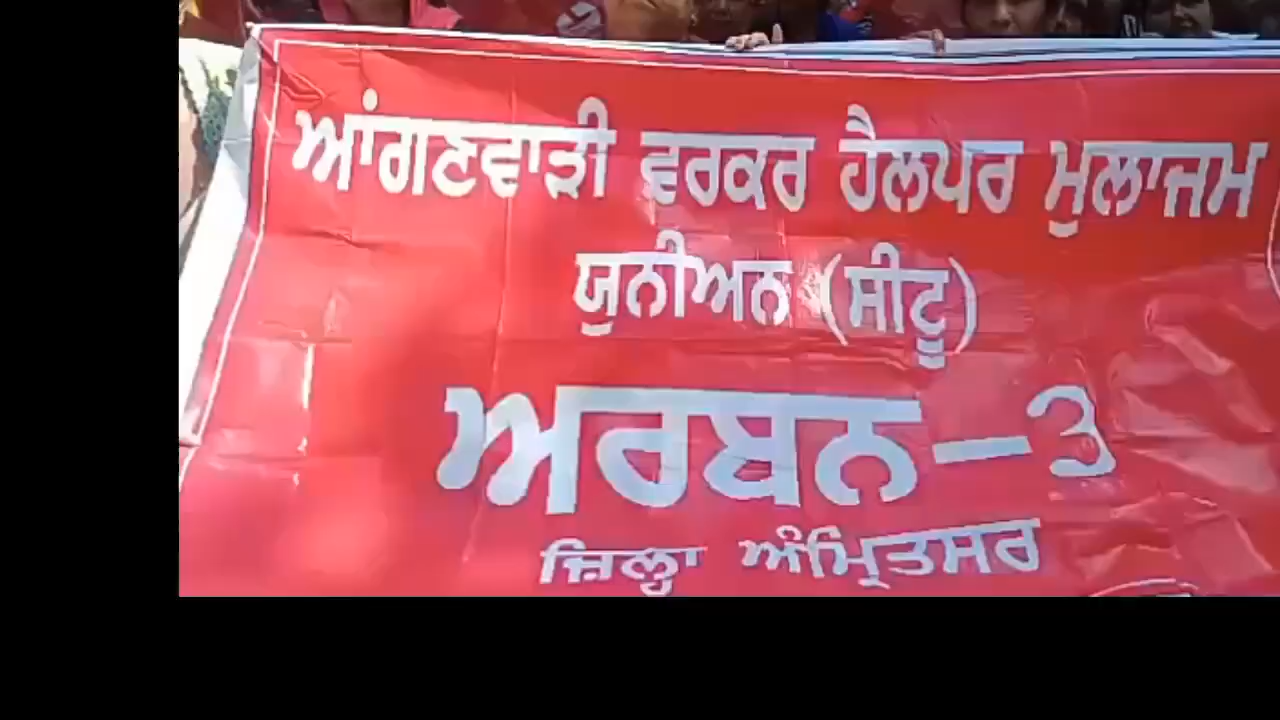 ਆਂਗਣਵਾੜੀ ਵਰਕਰ ਹੈਲਪਰ ਮੁਲਾਜਮ
ਯੁਨੀਅਨ (ਸੀਟੂ)
ਅਰਬਨ-3
ਜ਼ਿਲ੍ਹਾ ਅੰਮ੍ਰਿਤਸਰ